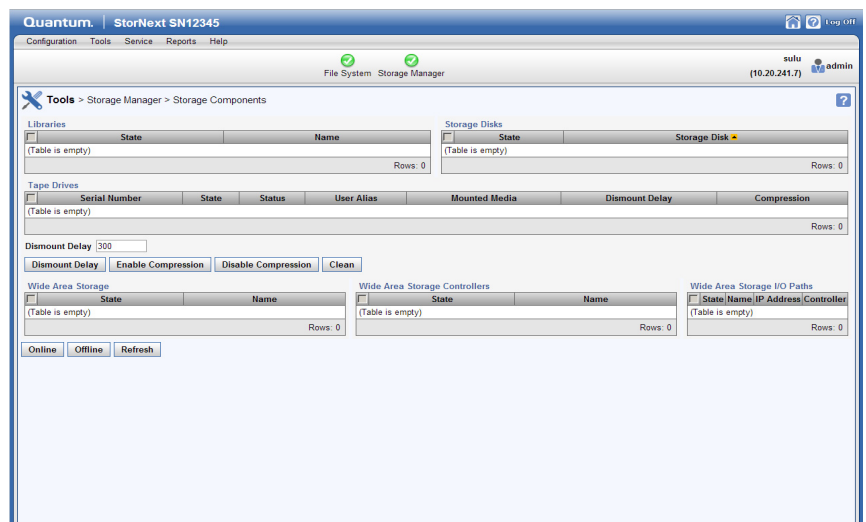 Quantum. StorNext SN12345 Log Off
Configuration Tools Service Reports Help
File System Storage Manager
sulu
(10.20.241.7)
admin
Tools > Storage Manager > Storage Components
Libraries
State Name
(Table is empty)
Rows: 0
Storage Disks
State Storage Disk
(Table is empty)
Rows: 0
Tape Drives
Serial Number State Status User Alias Mounted Media Dismount Delay Compression
(Table is empty)
Rows: 0
Dismount Delay 300
Dismount Delay Enable Compression Disable Compression Clean
Wide Area Storage
State Name
(Table is empty)
Rows: 0
Wide Area Storage Controllers
State Name
(Table is empty)
Rows: 0
Wide Area Storage I/O Paths
State Name IP Address Controller
(Table is empty)
Rows: 0
Online Offline Refresh